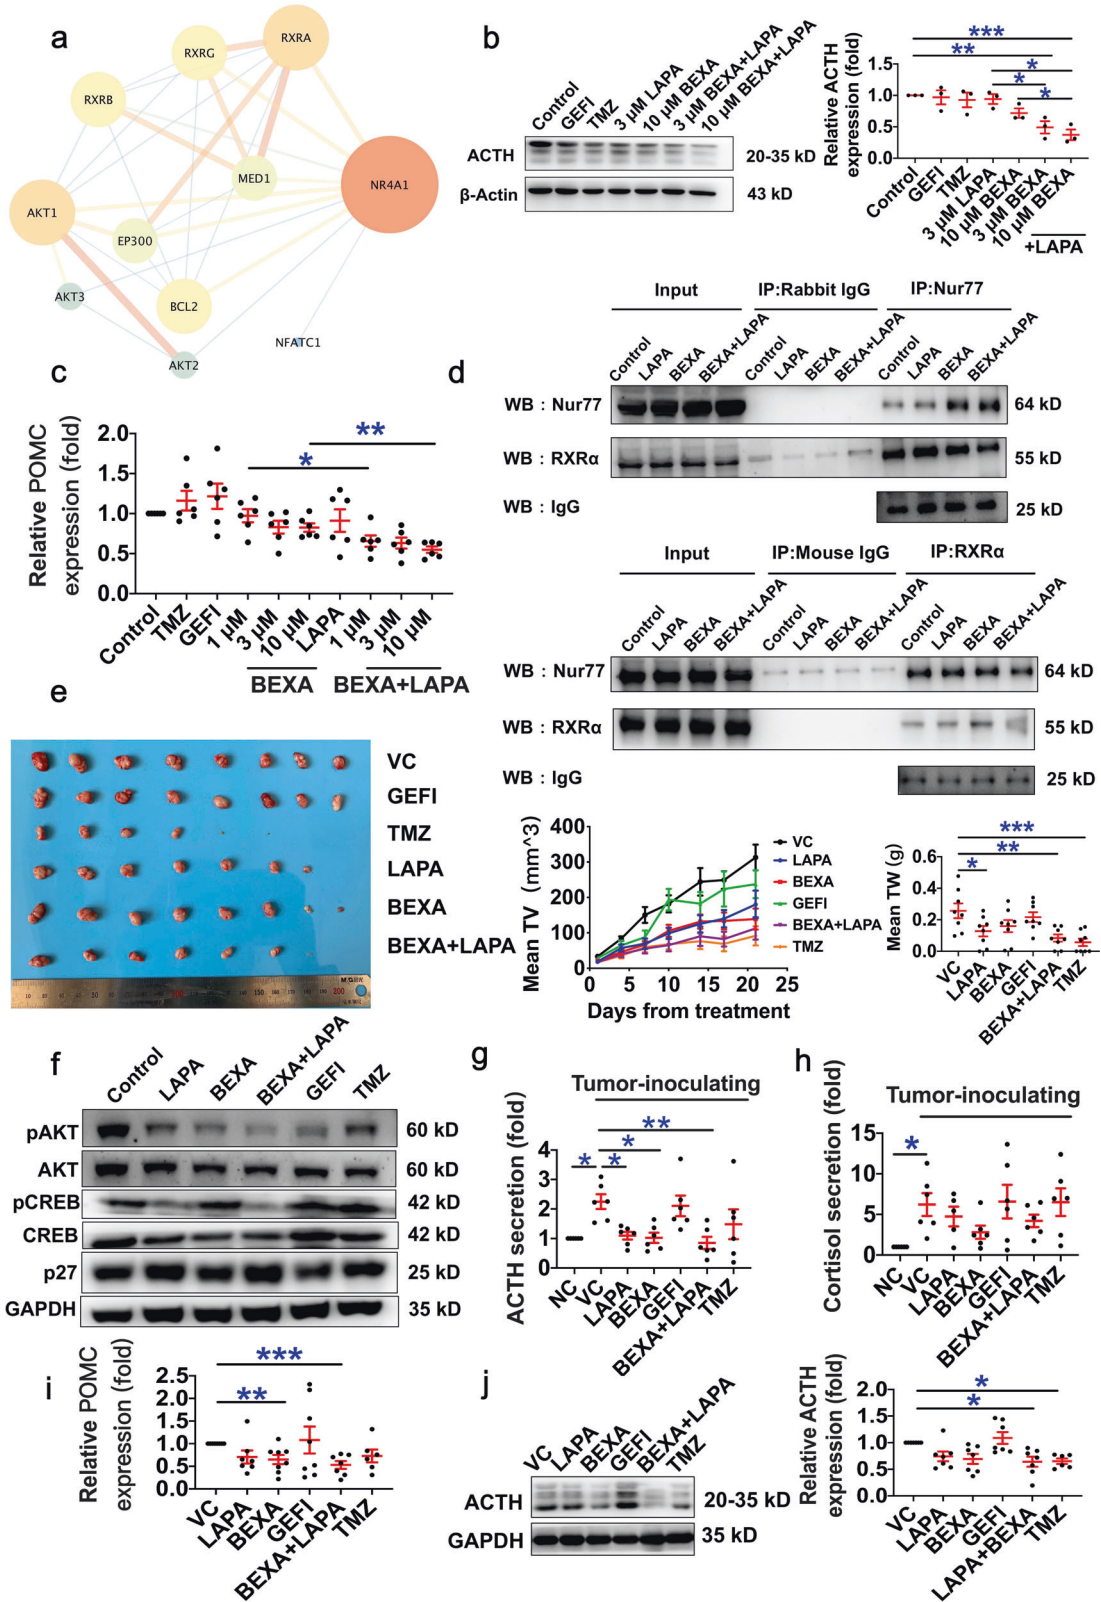 a
RXRG
RXRA
RXRB
MED1
NR4A1
AKT1
EP300
AKT3
BCL2
NFATC1
AKT2
b
Control
GEFI
TMZ
3 μM LAPA
10 μM BEXA
3 μM BEXA+LAPA
10 μM BEXA+LAPA
ACTH
20-35 kD
β-Actin
43 kD
Relative ACTH
expression (fold)
1.5
1.0
0.5
0.0
***
**
*
*
*
Control
GEFI
TMZ
3 μM LAPA
10 μM BEXA
3 μM BEXA
10 μM BEXA
+LAPA
c
Relative POMC
expression (fold)
2.0
1.5
1.0
0.5
0.0
*
**
Control
TMZ
GEFI
1 μM
3 μM
10 μM
LAPA
1 μM
3 μM
10 μM
BEXA
BEXA+LAPA
d
Input
IP:Rabbit IgG
IP:Nur77
Control
LAPA
BEXA
BEXA+LAPA
Control
LAPA
BEXA
BEXA+LAPA
Control
LAPA
BEXA
BEXA+LAPA
WB : Nur77
64 kD
WB : RXRα
55 kD
WB : IgG
25 kD
Input
IP:Mouse IgG
IP:RXRα
Control
LAPA
BEXA
BEXA+LAPA
Control
LAPA
BEXA
BEXA+LAPA
Control
LAPA
BEXA
BEXA+LAPA
WB : Nur77
64 kD
WB : RXRα
55 kD
WB : IgG
25 kD
e
VC
GEFI
TMZ
LAPA
BEXA
BEXA+LAPA
Mean TV (mm^3)
400
300
200
100
0
0
5
10
15
20
25
Days from treatment
VC
LAPA
BEXA
GEFI
BEXA+LAPA
TMZ
Mean TW (g)
0.6
0.4
0.2
0.0
***
**
*
VC
LAPA
BEXA
GEFI
BEXA+LAPA
TMZ
f
Control
LAPA
BEXA
BEXA+LAPA
GEFI
TMZ
pAKT
60 kD
AKT
60 kD
pCREB
42 kD
CREB
42 kD
p27
25 kD
GAPDH
35 kD
g
Tumor-inoculating
ACTH secretion (fold)
4
3
2
1
0
**
*
*
*
NC
VC
LAPA
BEXA
GEFI
BEXA+LAPA
TMZ
h
Tumor-inoculating
Cortisol secretion (fold)
15
10
5
0
*
NC
VC
LAPA
BEXA
GEFI
BEXA+LAPA
TMZ
i
Relative POMC
expression (fold)
2.5
2.0
1.5
1.0
0.5
0.0
***
**
VC
LAPA
BEXA
GEFI
BEXA+LAPA
TMZ
j
VC
LAPA
BEXA
GEFI
BEXA+LAPA
TMZ
ACTH
20-35 kD
GAPDH
35 kD
Relative ACTH
expression (fold)
2.0
1.5
1.0
0.5
0.0
*
*
VC
LAPA
BEXA
GEFI
LAPA+BEXA
TMZ